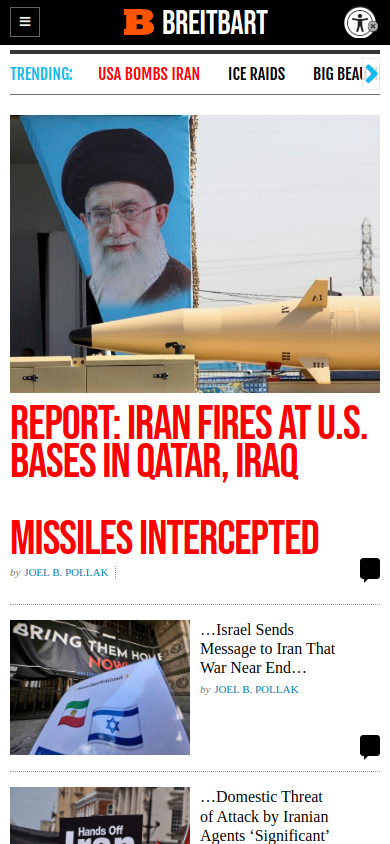 BREITBART
TRENDING:
USA BOMBS IRAN
ICE RAIDS
REPORT: IRAN FIRES AT U.S.
BASES IN QATAR, IRAQ
MISSILES INTERCEPTED
by JOEL B. POLLAK
BRING THEM HOME
NOW!
…Israel Sends
Message to Iran That
War Near End…
by JOEL B. POLLAK
Hands Off
Iran
…Domestic Threat
of Attack by Iranian
Agents ‘Significant’